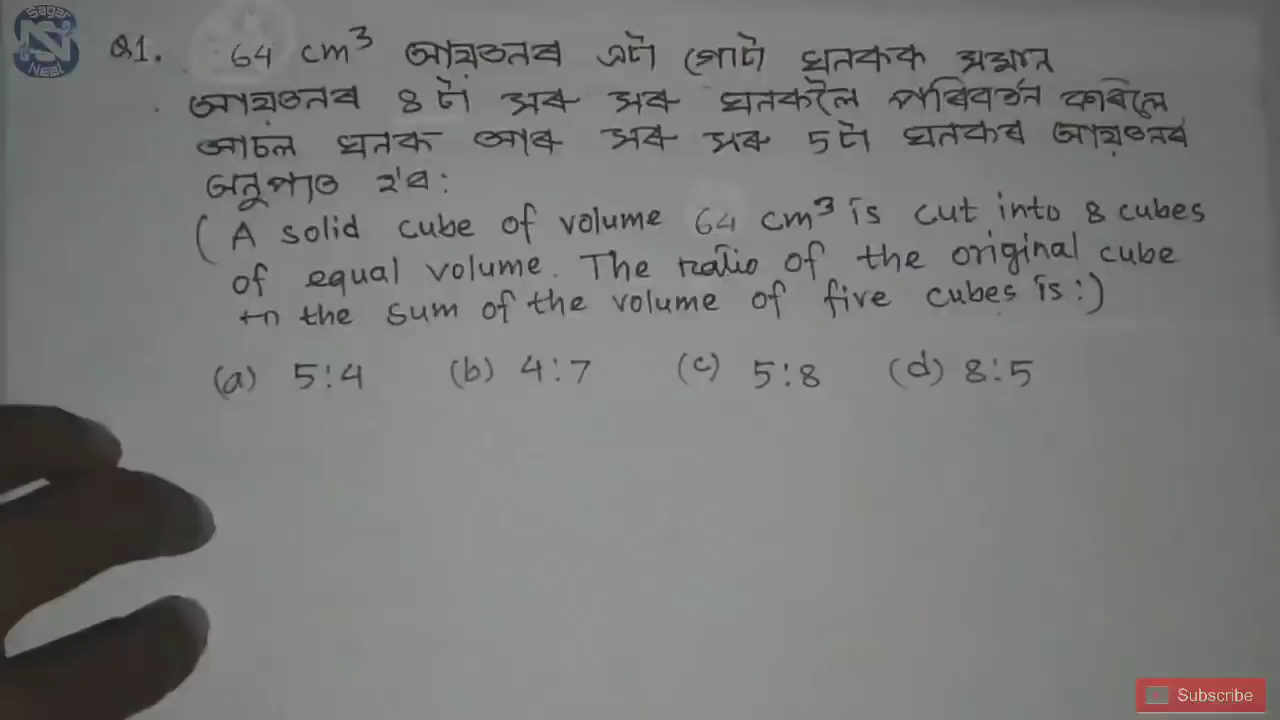 Sagar
NS
Neel
Q1. 64 cm³ আয়তনৰ এটা গোটা ঘনকক সমান
আয়তনৰ 8 টা সৰু সৰু ঘনকলৈ পৰিবৰ্তন কৰিলে
আচল ঘনক আৰু সৰু সৰু 5টা ঘনকৰ আয়তনৰ
অনুপাত হ'ব:
(A solid cube of volume 64 cm³ is cut into 8 cubes
of equal volume. The ratio of the original cube
to the sum of the volume of five cubes is:)
(a) 5:4 (b) 4:7 (c) 5:8 (d) 8:5
Subscribe